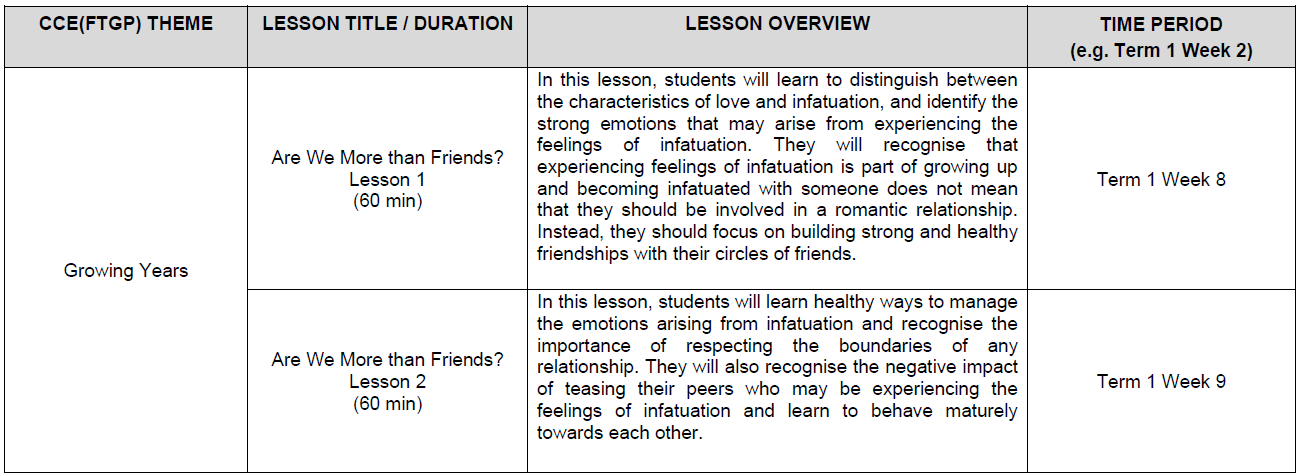 CCE(FTGP) THEME
LESSON TITLE / DURATION
LESSON OVERVIEW
TIME PERIOD
(e.g. Term 1 Week 2)
Growing Years
Are We More than Friends?
Lesson 1
(60 min)
In this lesson, students will learn to distinguish between
the characteristics of love and infatuation, and identify the
strong emotions that may arise from experiencing the
feelings of infatuation. They will recognise that
experiencing feelings of infatuation is part of growing up
and becoming infatuated with someone does not mean
that they should be involved in a romantic relationship.
Instead, they should focus on building strong and healthy
friendships with their circles of friends.
Term 1 Week 8
Are We More than Friends?
Lesson 2
(60 min)
In this lesson, students will learn healthy ways to manage
the emotions arising from infatuation and recognise the
importance of respecting the boundaries of any
relationship. They will also recognise the negative impact
of teasing their peers who may be experiencing the
feelings of infatuation and learn to behave maturely
towards each other.
Term 1 Week 9